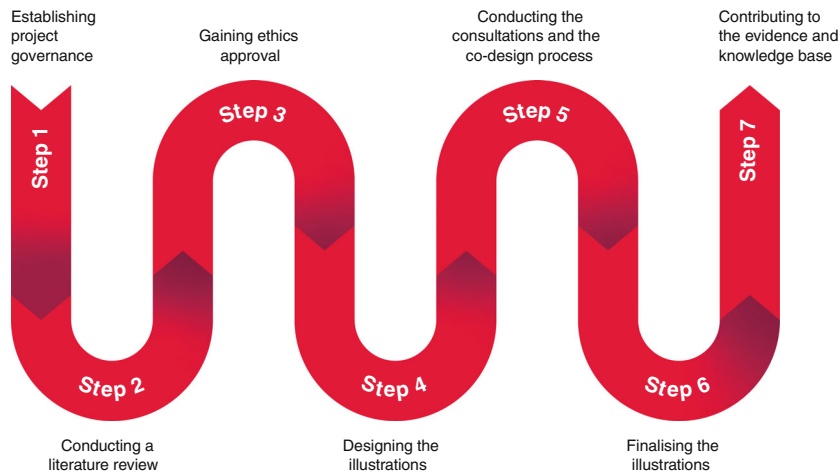 Establishing
project
governance
Step 1
Step 2
Conducting a
literature review
Gaining ethics
approval
Step 3
Step 4
Designing the
illustrations
Conducting the
consultations and the
co-design process
Step 5
Step 6
Finalising the
illustrations
Contributing to
the evidence and
knowledge base
Step 7